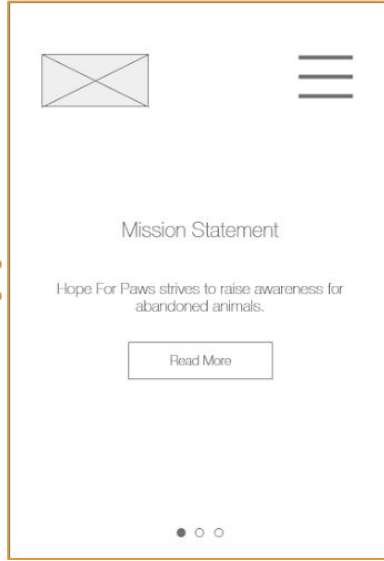 Mission Statement
Hope For Paws strives to raise awareness for
abandoned animals.
Read More